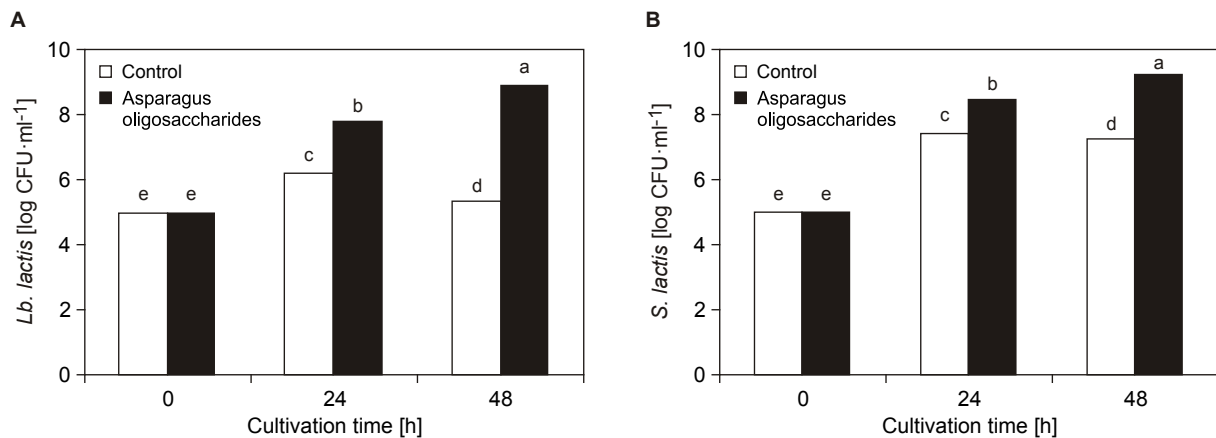 A
Lb. lactis [log CFU·ml-1]
10
8
6
4
2
0
Control
Asparagus
oligosaccharides
e
e
c
b
d
a
0
24
48
Cultivation time [h]
B
S. lactis [log CFU·ml-1]
10
8
6
4
2
0
Control
Asparagus
oligosaccharides
e
e
c
b
d
a
0
24
48
Cultivation time [h]